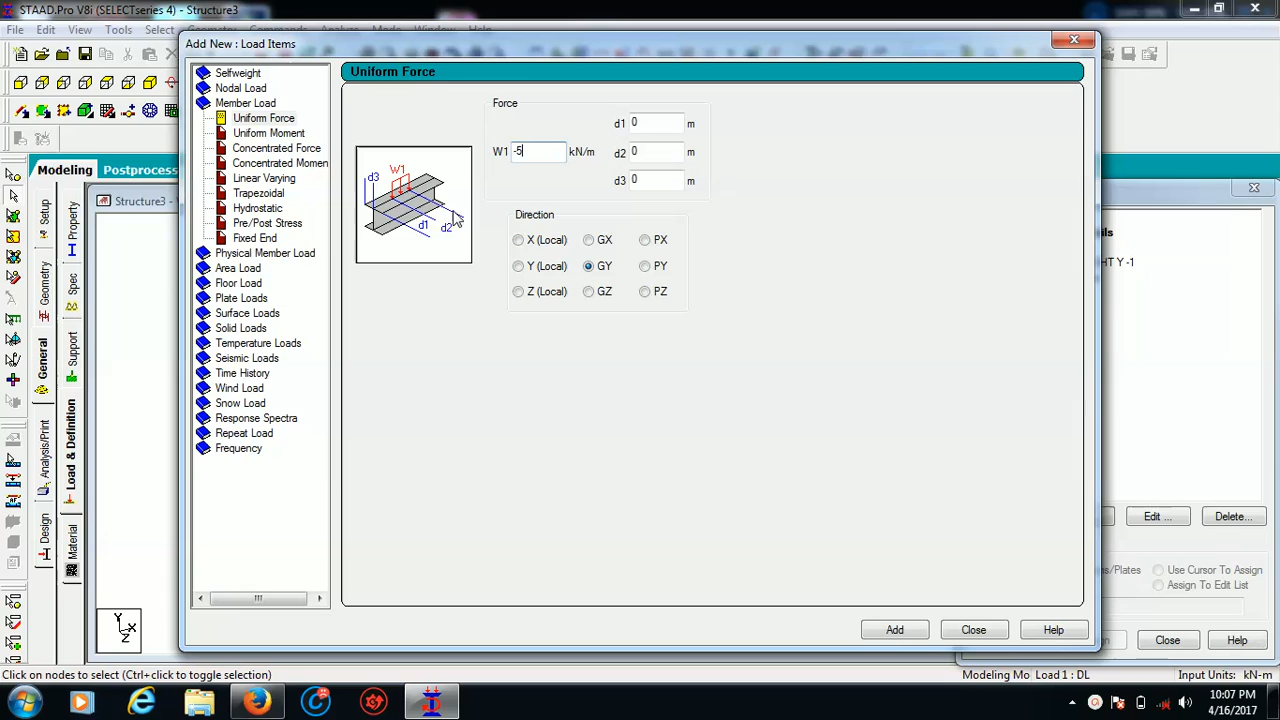 STAAD.Pro V8i (SELECTseries 4) - Structure3
File Edit View Tools Select
Add New : Load Items
Selfweight
Nodal Load
Member Load
Uniform Force
Uniform Moment
Concentrated Force
Concentrated Momen
Linear Varying
Trapezoidal
Hydrostatic
Pre/Post Stress
Fixed End
Physical Member Load
Area Load
Floor Load
Plate Loads
Surface Loads
Solid Loads
Temperature Loads
Seismic Loads
Time History
Wind Load
Snow Load
Response Spectra
Repeat Load
Frequency
Uniform Force
Force
d1 0 m
W1 -5 kN/m
d2 0 m
d3 0 m
W1
d3
d1
d2
Direction
X (Local) GX PX
Y (Local) GY PY
Z (Local) GZ PZ
Add Close Help
Modeling Postprocess
Structure3
Setup
Geometry
General
Analysis/Print
Design
Property
Spec
Support
Load & Definition
Material
Y
X
Z
HT Y -1
Edit ... Delete...
Use Cursor To Assign
Assign To Edit List
Close Help
Click on nodes to select (Ctrl+click to toggle selection)
Modeling Mo Load 1 : DL Input Units: kN-m
10:07 PM
4/16/2017